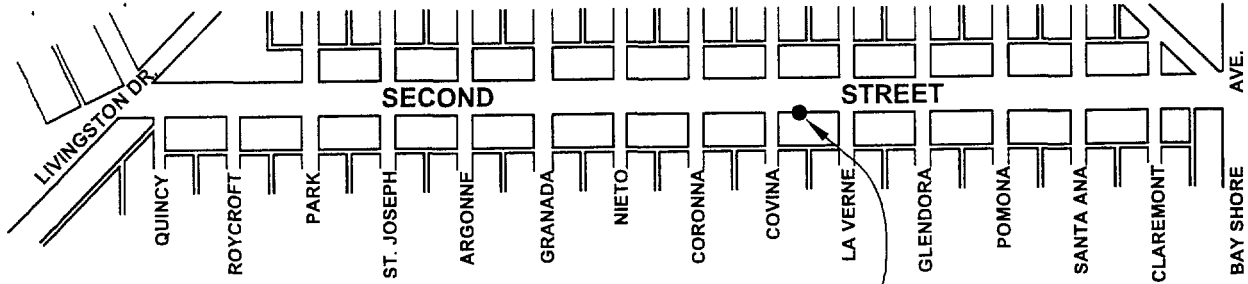 LIVINGSTON DR.
SECOND STREET
AVE.
QUINCY
ROYCROFT
PARK
ST. JOSEPH
ARGONNE
GRANADA
NIETO
CORONNA
COVINA
LA VERNE
GLENDORA
POMONA
SANTA ANA
CLAREMONT
BAY SHORE